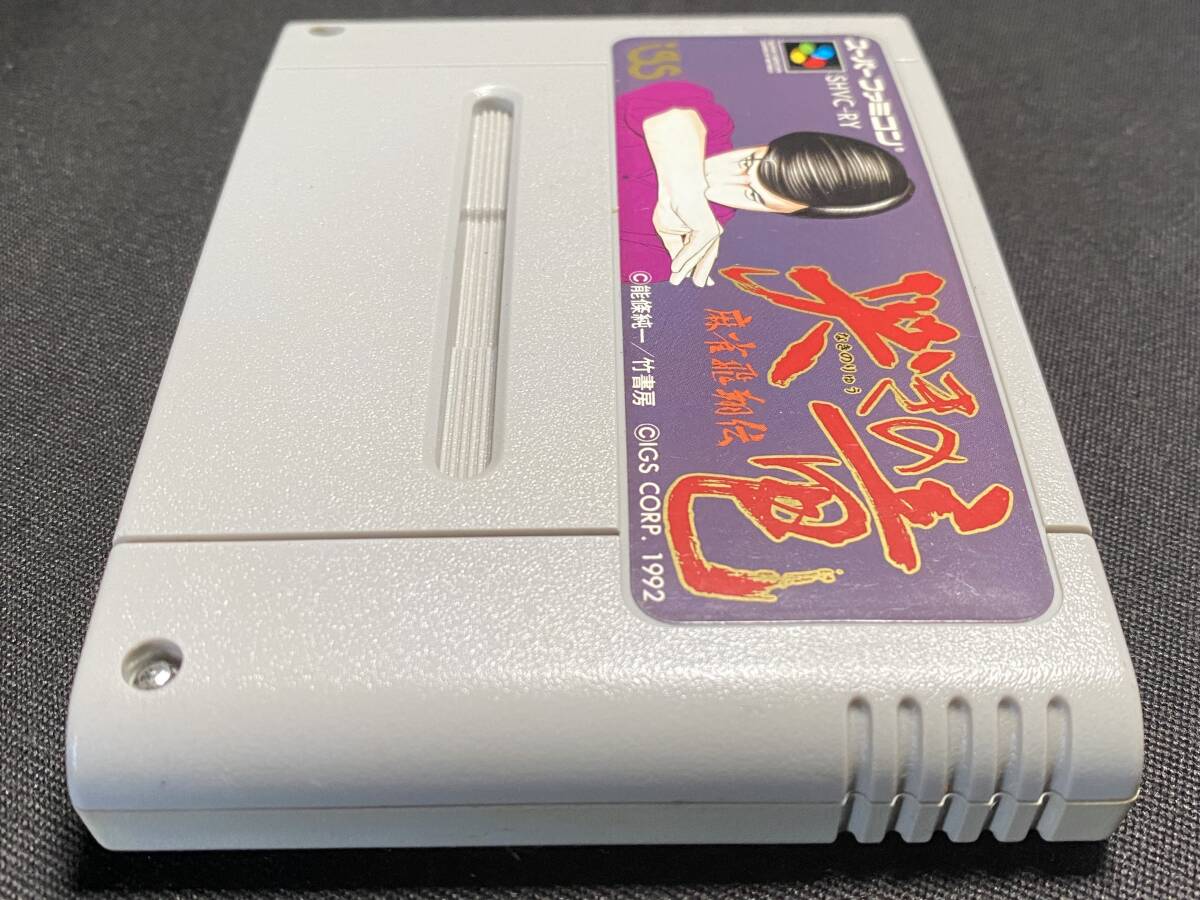 スーパーファミコン
SHVC-RY
igs
哭きの竜
なきのりゅう
麻雀飛翔伝
©能條純一/竹書房 ©IGS CORP. 1992